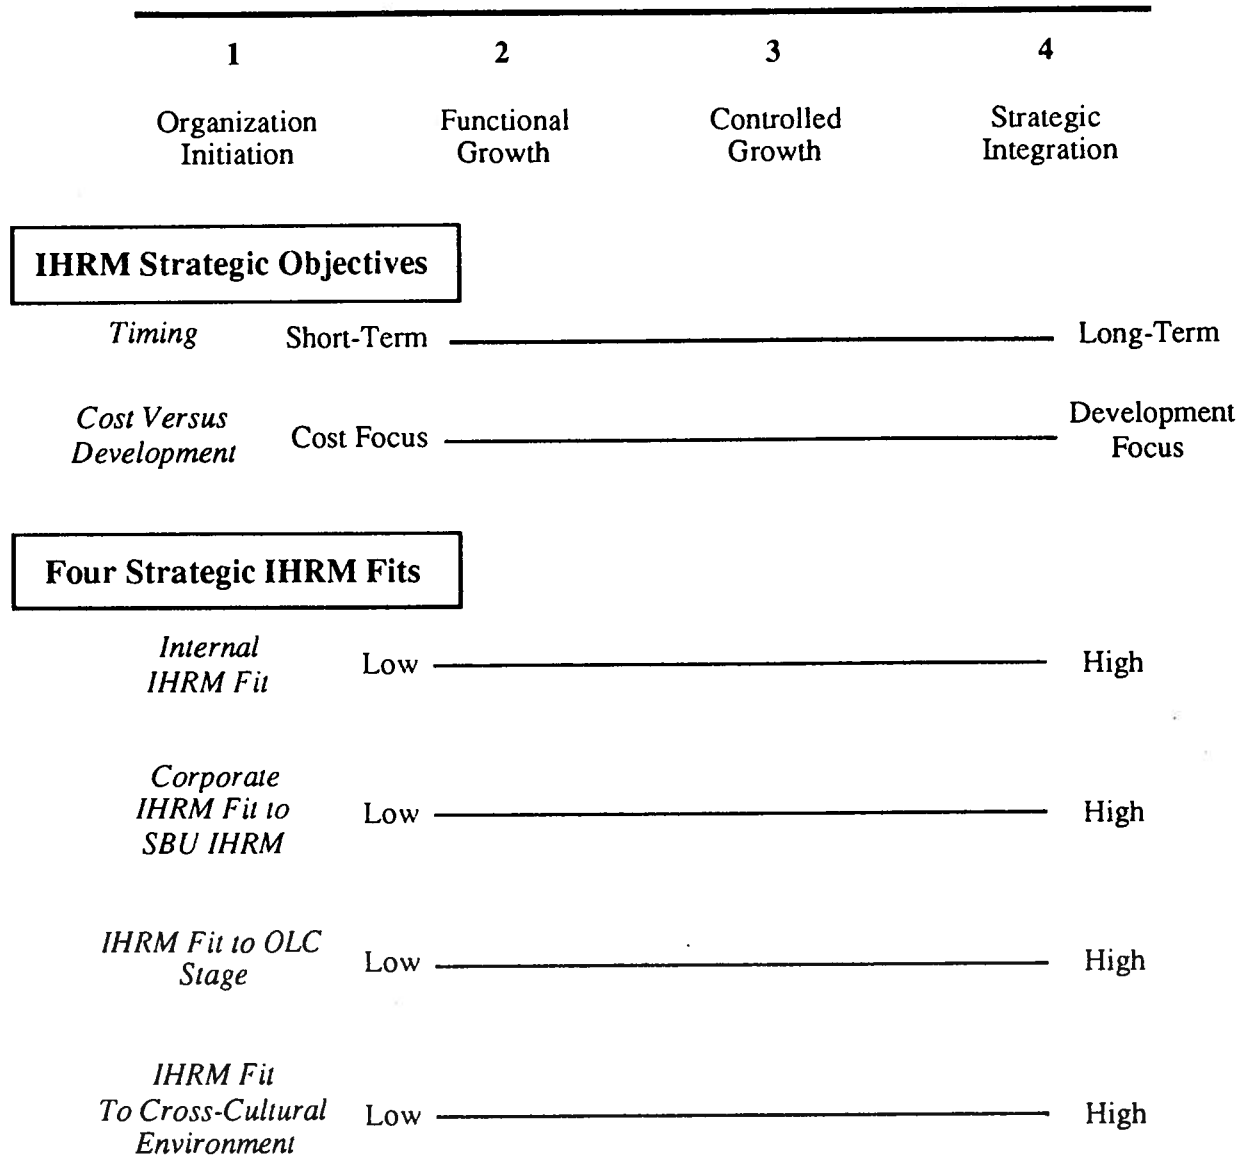 1 2 3 4
Organization Functional Controlled Strategic
Initiation Growth Growth Integration
IHRM Strategic Objectives
Timing Short-Term Long-Term
Cost Versus Development
Development Cost Focus Focus
Four Strategic IHRM Fits
Internal
IHRM Fit Low High
Corporate
IHRM Fit to Low High
SBU IHRM
IHRM Fit to OLC
Stage Low High
IHRM Fit
To Cross-Cultural Low High
Environment